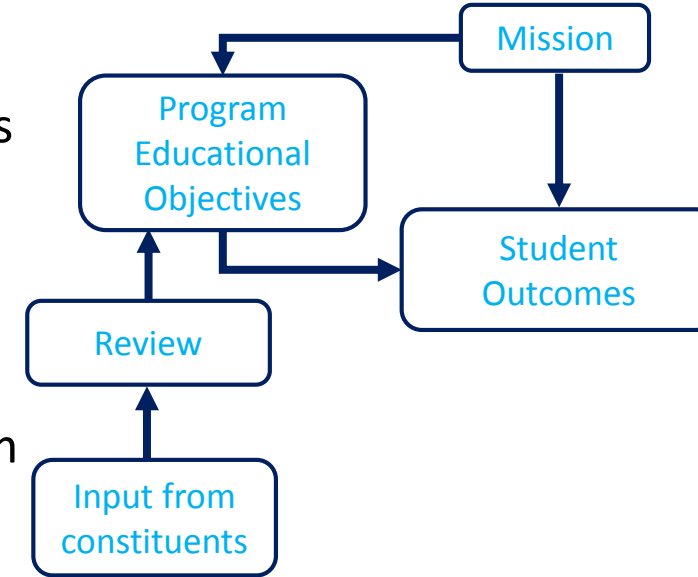 Mission
Program
Educational
Objectives
s
Student
Outcomes
Review
n
Input from
constituents